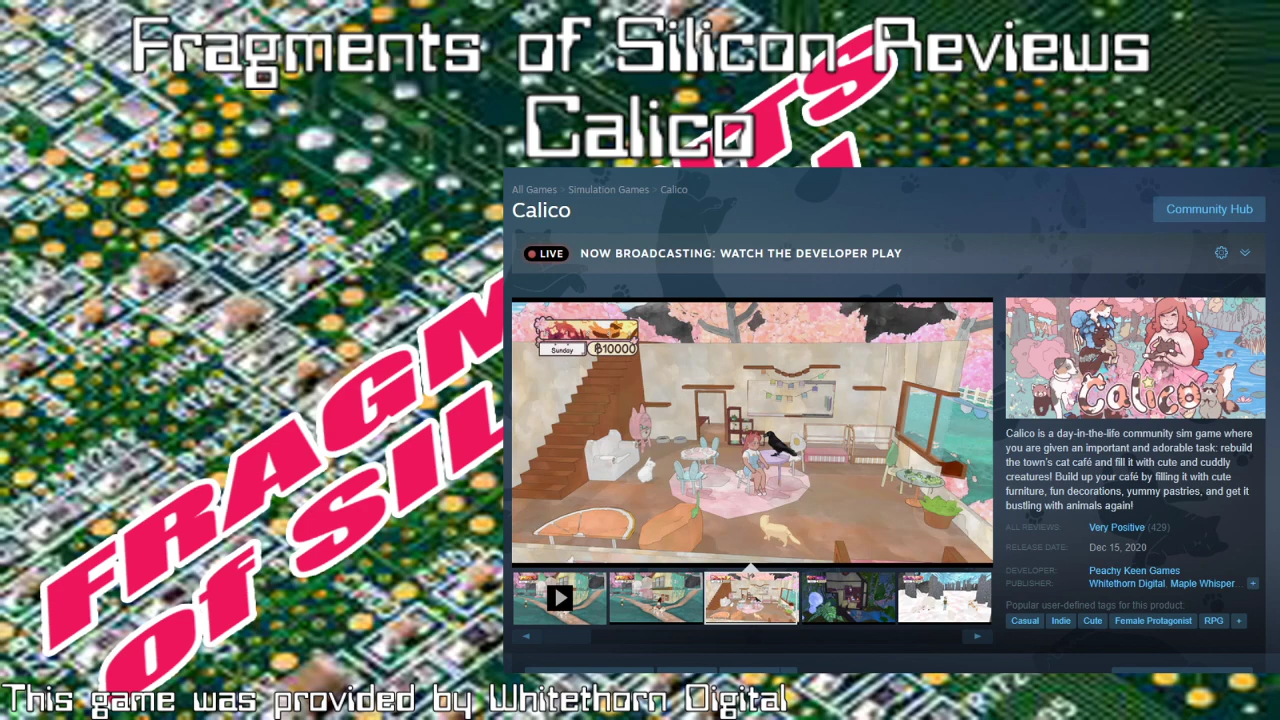 Fragments of Silicon Reviews
Calico
FRAGM
TS
Of SIL
All Games > Simulation Games > Calico
Calico
Community Hub
LIVE
NOW BROADCASTING: WATCH THE DEVELOPER PLAY
Sunday
฿10000
Calico
Calico is a day-in-the-life community sim game where
you are given an important and adorable task: rebuild
the town's cat café and fill it with cute and cuddly
creatures! Build up your café by filling it with cute
furniture, fun decorations, yummy pastries, and get it
bustling with animals again!
ALL REVIEWS: Very Positive (429)
RELEASE DATE: Dec 15, 2020
DEVELOPER: Peachy Keen Games
PUBLISHER: Whitethorn Digital, Maple Whisper... +
Popular user-defined tags for this product:
Casual Indie Cute Female Protagonist RPG +
This game was provided by Whitethorn Digital